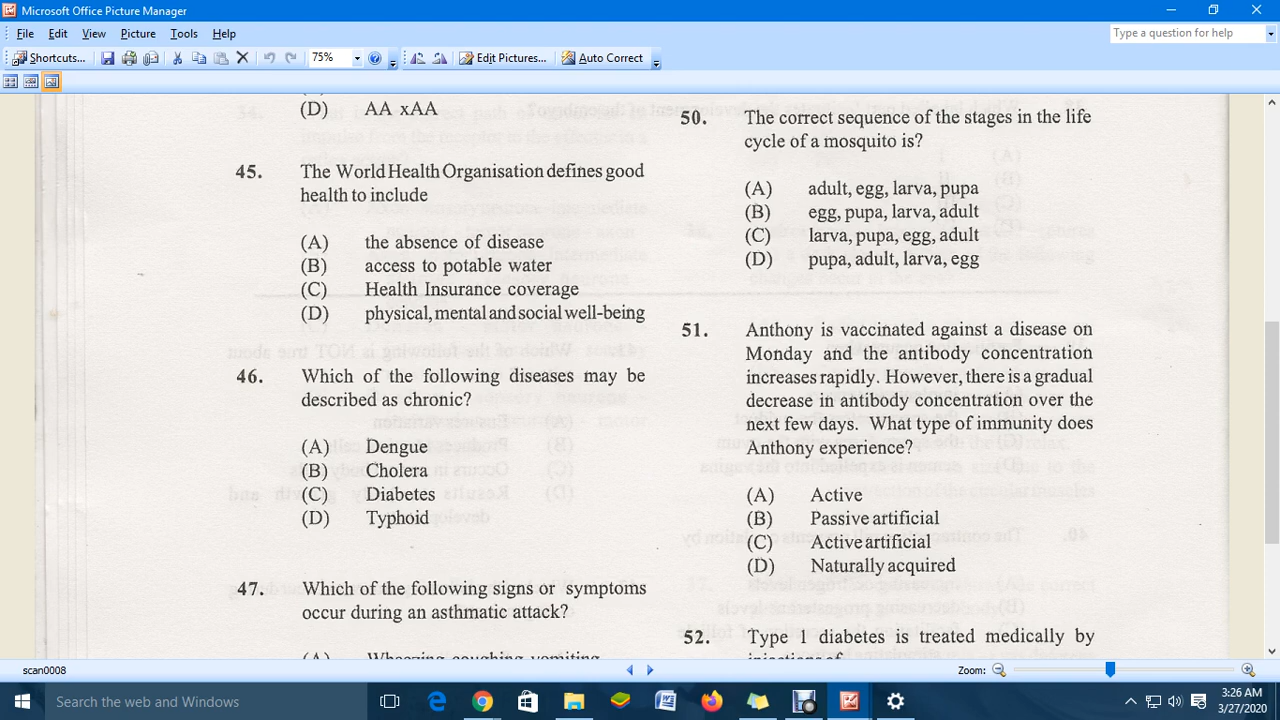 Microsoft Office Picture Manager
File Edit View Picture Tools Help
Type a question for help
Shortcuts... 75% Edit Pictures... Auto Correct
(D) AA xAA
45. The World Health Organisation defines good
health to include
(A) the absence of disease
(B) access to potable water
(C) Health Insurance coverage
(D) physical, mental and social well-being
46. Which of the following diseases may be
described as chronic?
(A) Dengue
(B) Cholera
(C) Diabetes
(D) Typhoid
47. Which of the following signs or symptoms
occur during an asthmatic attack?
(A) Wheezing coughing vomiting
50. The correct sequence of the stages in the life
cycle of a mosquito is?
(A) adult, egg, larva, pupa
(B) egg, pupa, larva, adult
(C) larva, pupa, egg, adult
(D) pupa, adult, larva, egg
51. Anthony is vaccinated against a disease on
Monday and the antibody concentration
increases rapidly. However, there is a gradual
decrease in antibody concentration over the
next few days. What type of immunity does
Anthony experience?
(A) Active
(B) Passive artificial
(C) Active artificial
(D) Naturally acquired
52. Type 1 diabetes is treated medically by
injections of
scan0008 Zoom:
Search the web and Windows
3:26 AM
3/27/2020